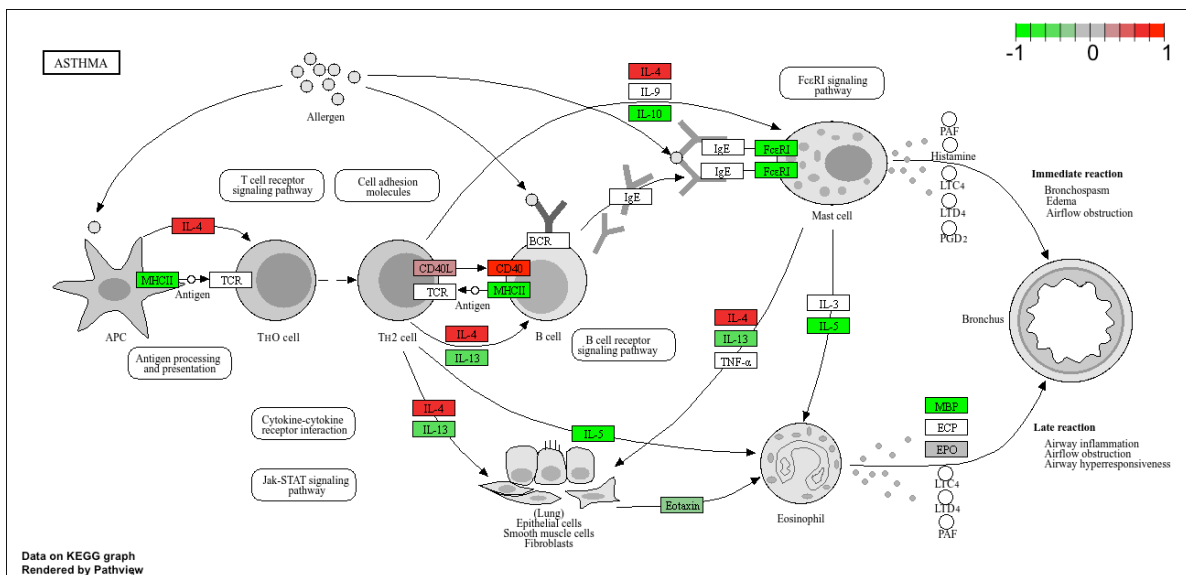 ASTHMA
-1 0 1
Allergen
IL-4
IL-9
IL-10
FcεRI signaling
pathway
PAF
Histamine
LTC4
LTD4
PGD2
IgE
FcεRI
IgE
FcεRI
Mast cell
Immediate reaction
Bronchospasm
Edema
Airflow obstruction
T cell receptor
signaling pathway
Cell adhesion
molecules
IgE
IL-4
BCR
MHCII
Antigen
TCR
CD40L
CD40
TCR
Antigen
MHCII
APC
TH0 cell
TH2 cell
B cell
IL-4
IL-13
B cell receptor
signaling pathway
Antigen processing
and presentation
IL-4
IL-13
TNF-α
IL-3
IL-5
Bronchus
Cytokine-cytokine
receptor interaction
IL-4
IL-13
IL-5
Jak-STAT signaling
pathway
(Lung)
Epithelial cells
Smooth muscle cells
Fibroblasts
Eotaxin
Eosinophil
MBP
ECP
EPO
LTC4
LTD4
PAF
Late reaction
Airway inflammation
Airflow obstruction
Airway hyperresponsiveness
Data on KEGG graph
Rendered by Pathview